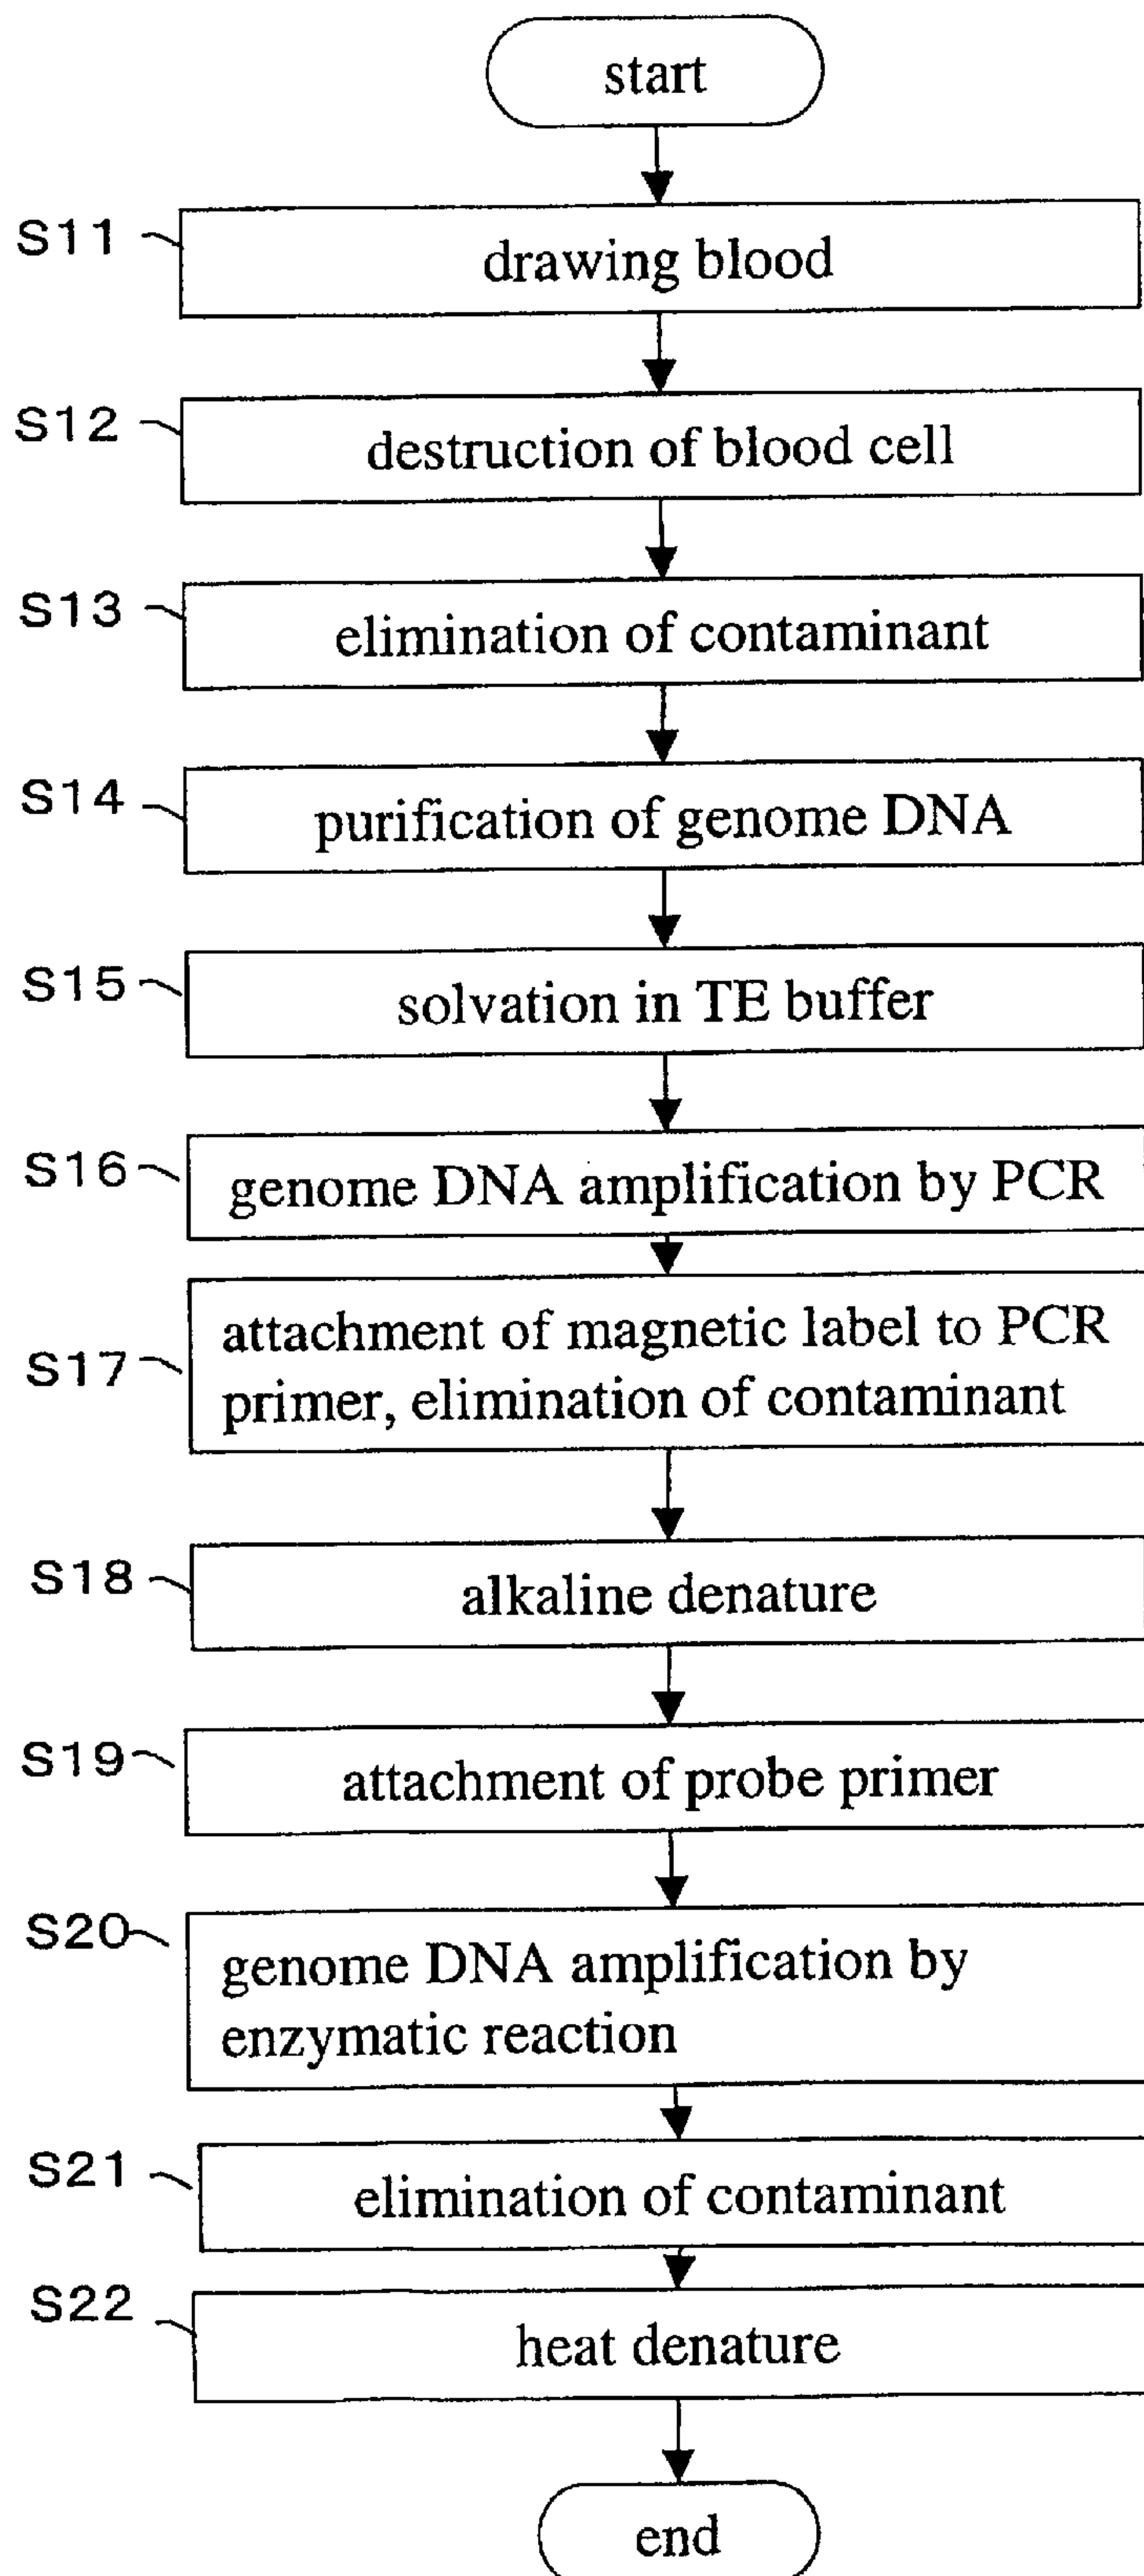 start
S11
drawing blood
S12
destruction of blood cell
S13
elimination of contaminant
S14
purification of genome DNA
S15
solvation in TE buffer
S16
genome DNA amplification by PCR
S17
attachment of magnetic label to PCR
primer, elimination of contaminant
S18
alkaline denature
S19
attachment of probe primer
S20
genome DNA amplification by
enzymatic reaction
S21
elimination of contaminant
S22
heat denature
end